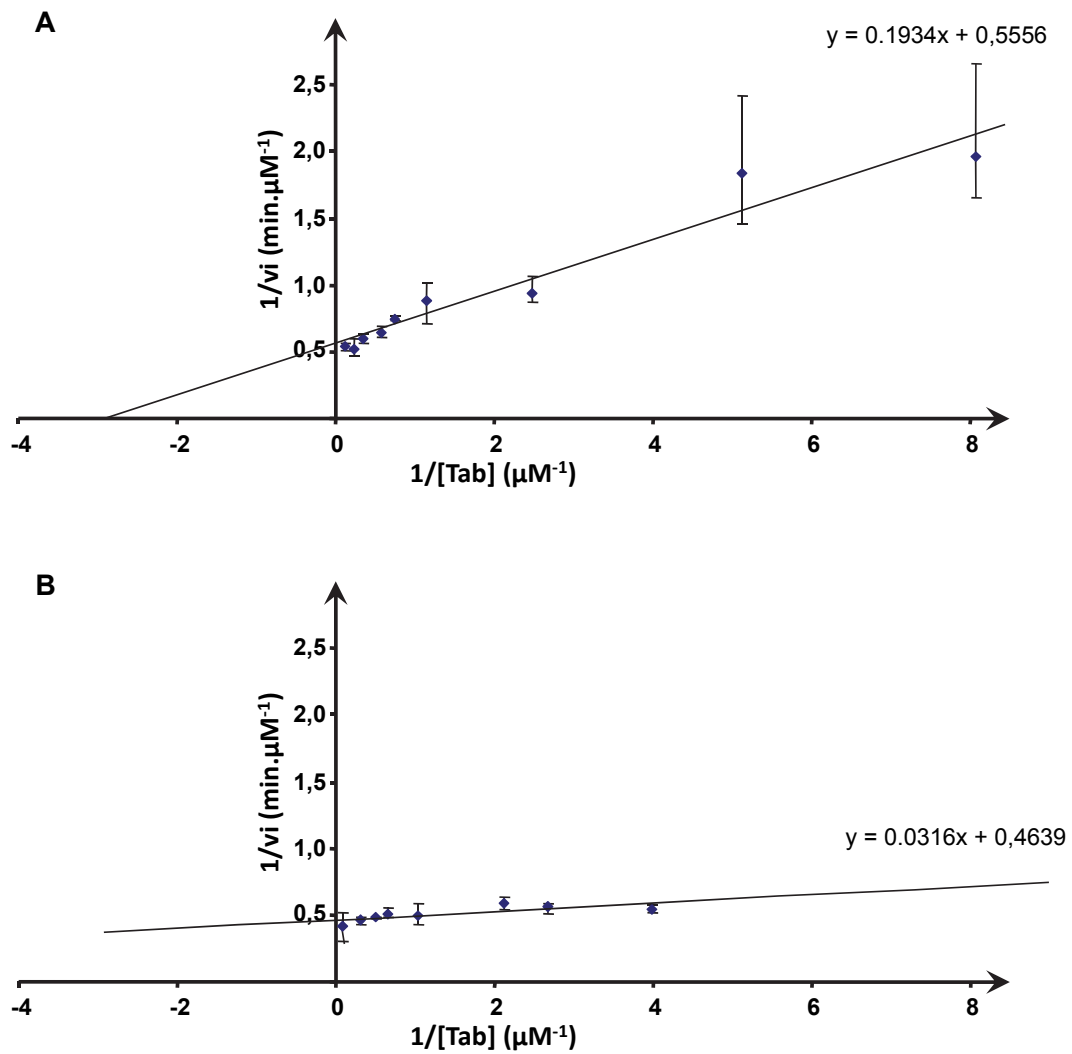 A
y = 0.1934x + 0,5556
2,5
2,0
1,5
1,0
0,5
1/vi (min.µM-1)
-4 -2 0 2 4 6 8
1/[Tab] (µM-1)
B
2,5
2,0
1,5
1,0
0,5
1/vi (min.µM-1)
y = 0.0316x + 0,4639
-4 -2 0 2 4 6 8
1/[Tab] (µM-1)